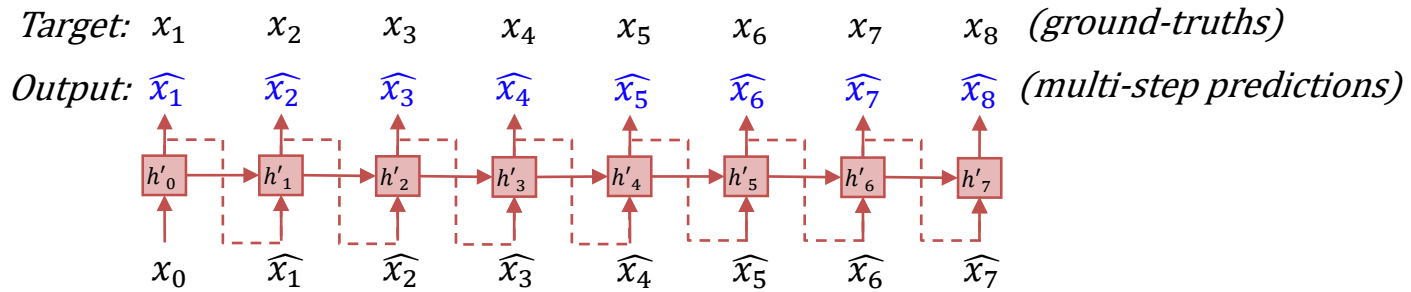 Target: x₁ x₂ x₃ x₄ x₅ x₆ x₇ x₈ (ground-truths)
Output: x̂₁ x̂₂ x̂₃ x̂₄ x̂₅ x̂₆ x̂₇ x̂₈ (multi-step predictions)
h′₀ h′₁ h′₂ h′₃ h′₄ h′₅ h′₆ h′₇
x₀ x̂₁ x̂₂ x̂₃ x̂₄ x̂₅ x̂₆ x̂₇